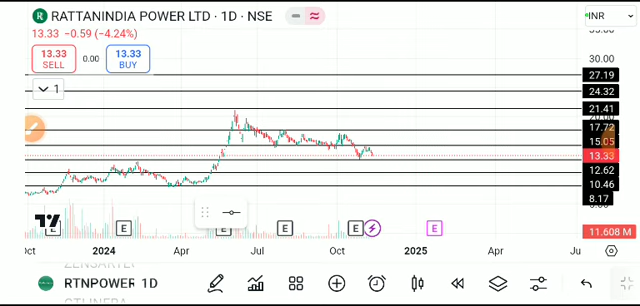 R RATTANINDIA POWER LTD · 1D · NSE
INR
13.33 −0.59 (−4.24%)
13.33 SELL 0.00 13.33 BUY
30.00
27.19
1
24.32
21.41
17.72
15.05
13.33
12.62
10.46
8.17
E E E E E E
11.608 M
2024 Apr Jul Oct 2025 Apr Ju
RTNPOWER 1D